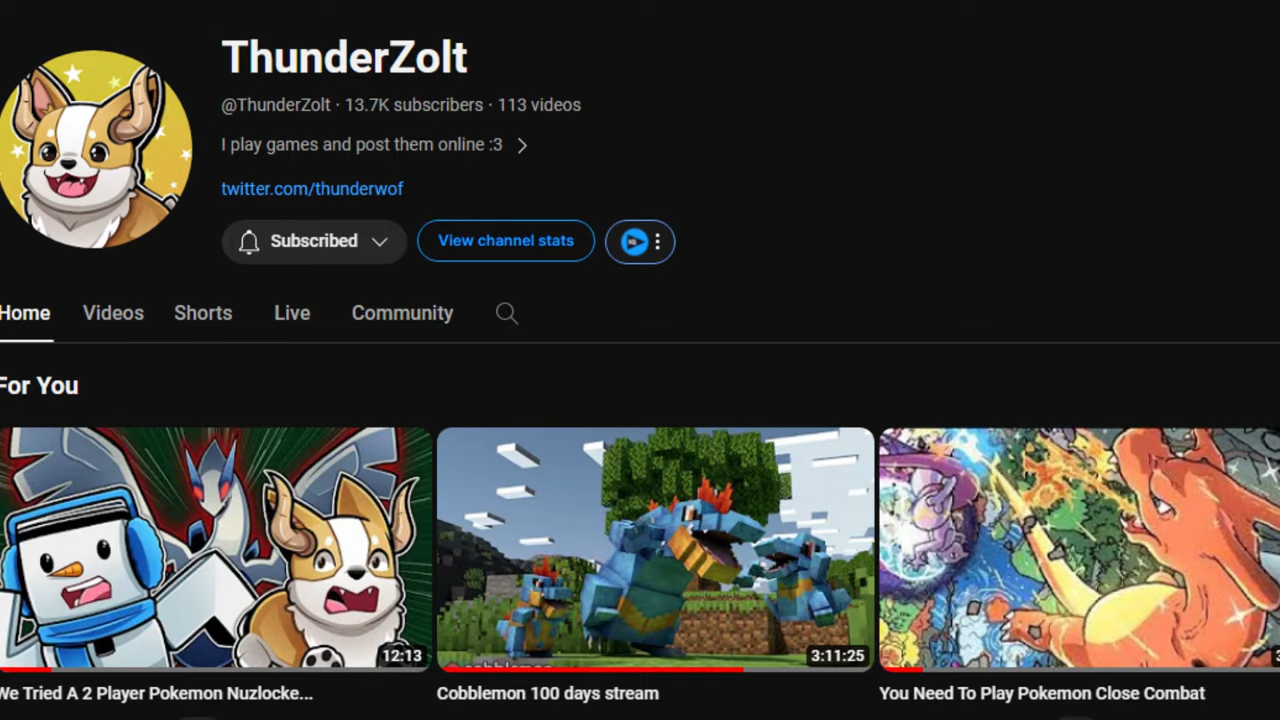 ThunderZolt
@ThunderZolt · 13.7K subscribers · 113 videos
I play games and post them online :3
twitter.com/thunderwof
Subscribed
View channel stats
Home Videos Shorts Live Community
For You
12:13
3:11:25
We Tried A 2 Player Pokemon Nuzlocke...
Cobblemon 100 days stream
You Need To Play Pokemon Close Combat